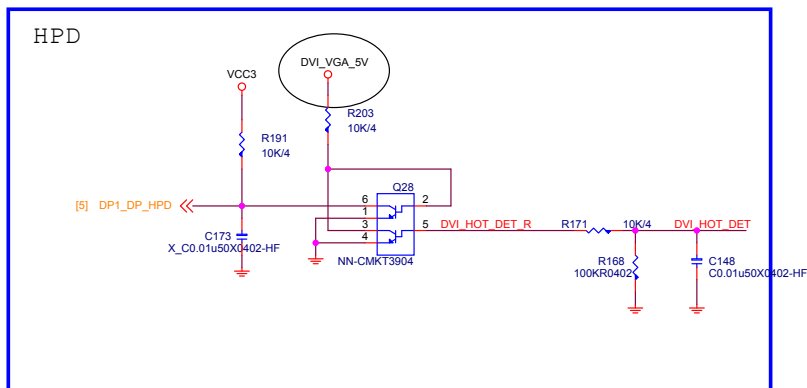 HPD
VCC3
DVI_VGA_5V
R191
10K/4
R203
10K/4
[5] DP1_DP_HPD
Q28
6
1
3
4
2
5
NN-CMKT3904
C173
X_C0.01u50X0402-HF
DVI_HOT_DET_R
R171
10K/4
DVI_HOT_DET
R168
100KR0402
C148
C0.01u50X0402-HF